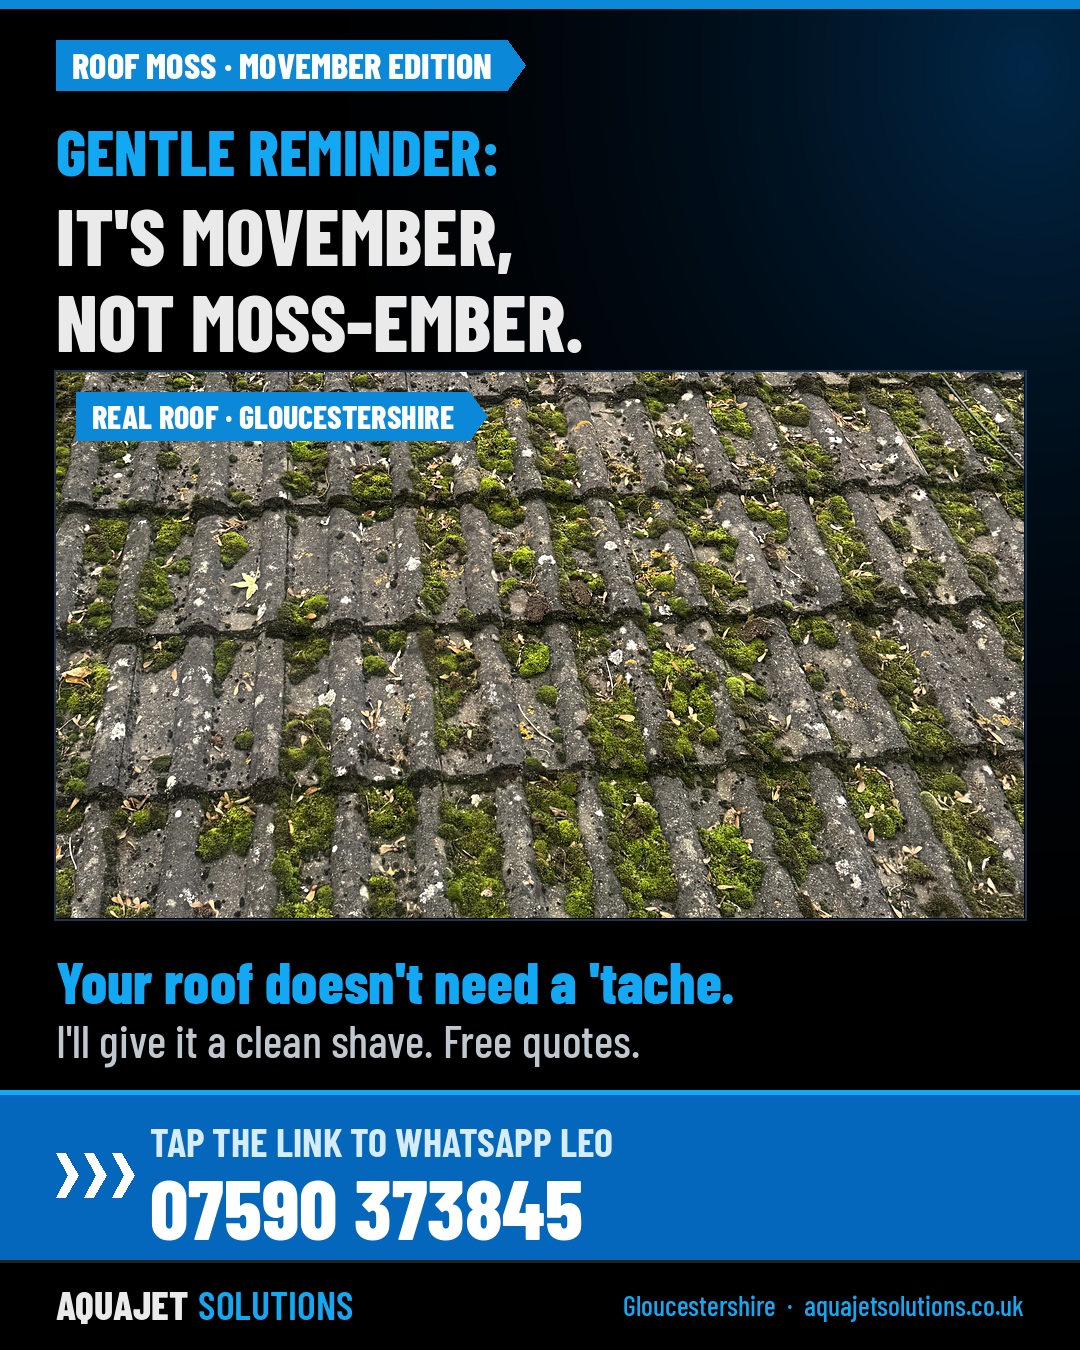 ROOF MOSS · MOVEMBER EDITION
GENTLE REMINDER:
IT'S MOVEMBER,
NOT MOSS-EMBER.
REAL ROOF · GLOUCESTERSHIRE
Your roof doesn't need a 'tache.
I'll give it a clean shave. Free quotes.
TAP THE LINK TO WHATSAPP LEO
07590 373845
AQUAJET SOLUTIONS
Gloucestershire · aquajetsolutions.co.uk